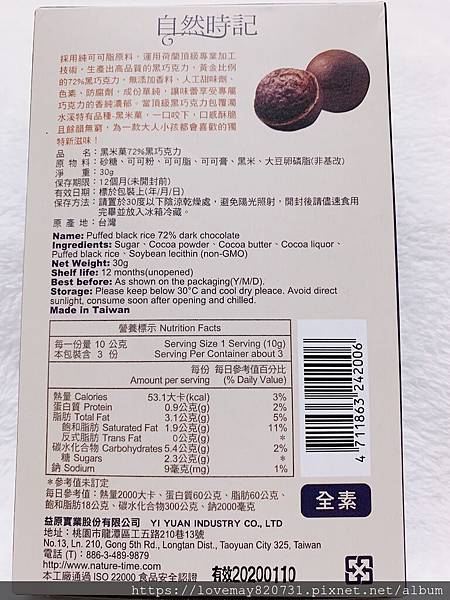 自然時記
採用純可可脂原料，運用荷蘭頂級專業加工
技術，生產出高品質的黑巧克力，黃金比例
的72%黑巧克力，無添加香料、人工甜味劑、
色素、防腐劑，成份單純，讓味蕾享受專屬
巧克力的香純濃郁。當頂級黑巧克力包覆濁
水溪特有品種-黑米菓，一口咬下，口感酥脆
且餘韻無窮，為一款大人小孩都會喜歡的獨
特新滋味！
品　　名：黑米菓72%黑巧克力
原 物 料：砂糖、可可粉、可可脂、可可膏、黑米、大豆卵磷脂(非基改)
淨　　重：30g
保存期限：12個月(未開封前)
有效日期：標於包裝上(年/月/日)
保存方法：請置於30度以下陰涼乾燥處，避免陽光照射，開封後請儘速食用
完畢並放入冰箱冷藏。
原 產 地：台灣
Name: Puffed black rice 72% dark chocolate
Ingredients: Sugar、Cocoa powder、Cocoa butter、Cocoa liquor、
Puffed black rice、Soybean lecithin (non-GMO)
Net Weight: 30g
Shelf life: 12 months(unopened)
Best before: As shown on the packaging(Y/M/D).
Storage: Please keep below 30°C and cool dry pleace. Avoid direct
sunlight, consume soon after opening and chilled.
Made in Taiwan
營養標示 Nutrition Facts
每一份量 10 公克 Serving Size 1 Serving (10g)
本包裝含 3 份 Serving Per Container about 3
每份 每日參考值百分比
Amount per serving (% Daily Value)
熱量 Calories 53.1大卡(kcal) 3%
蛋白質 Protein 0.9公克(g) 2%
脂肪 Total Fat 3.1公克(g) 5%
飽和脂肪 Saturated Fat 1.9公克(g) 11%
反式脂肪 Trans Fat 0公克(g) *
碳水化合物 Carbohydrates 5.4公克(g) 2%
糖 Sugars 2.3公克(g) *
鈉 Sodium 9毫克(mg) 1%
＊參考值未訂定
每日參考值：熱量2000大卡、蛋白質60公克、脂肪60公克、
飽和脂肪18公克、碳水化合物300公克、鈉2000毫克
4 711863 242006
全素
益原實業股份有限公司 YI YUAN INDUSTRY CO., LTD
地址：桃園市龍潭區工五路210巷13號
No.13, Ln. 210, Gong 5th Rd., Longtan Dist., Taoyuan City 325, Taiwan
電話 (T)：886-3-489-9879
http://www.nature-time.com
本工廠通過 ISO 22000 食品安全認證
有效20200110
https://lovemay820731.pixnet.net/album